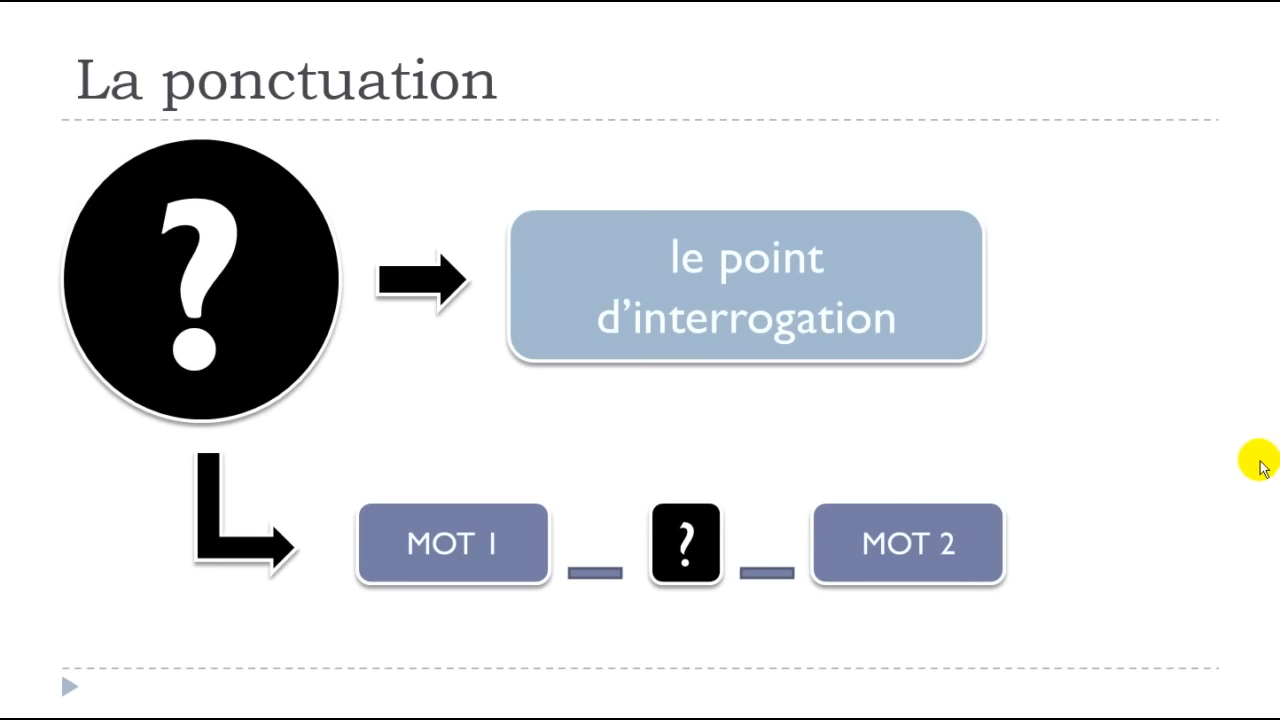 La ponctuation
?
le point
d’interrogation
MOT 1
?
MOT 2